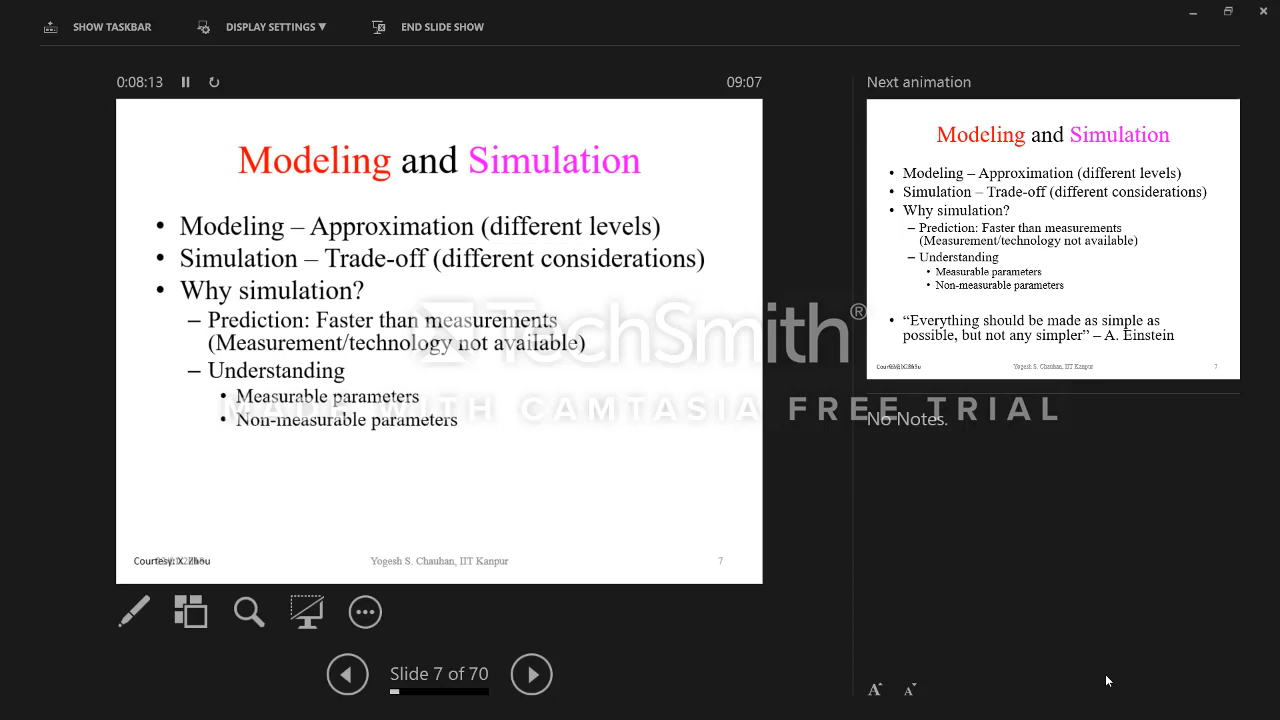 SHOW TASKBAR
DISPLAY SETTINGS ▼
END SLIDE SHOW
0:08:13
09:07
Modeling and Simulation
• Modeling – Approximation (different levels)
• Simulation – Trade-off (different considerations)
• Why simulation?
– Prediction: Faster than measurements
(Measurement/technology not available)
– Understanding
• Measurable parameters
• Non-measurable parameters
Courtesy: X. Zhou
Yogesh S. Chauhan, IIT Kanpur
7
TechSmith®
MADE WITH CAMTASIA FREE TRIAL
Slide 7 of 70
Next animation
Modeling and Simulation
• Modeling – Approximation (different levels)
• Simulation – Trade-off (different considerations)
• Why simulation?
– Prediction: Faster than measurements
(Measurement/technology not available)
– Understanding
• Measurable parameters
• Non-measurable parameters
• “Everything should be made as simple as
possible, but not any simpler” – A. Einstein
Yogesh S. Chauhan, IIT Kanpur
7
No Notes.
A
A